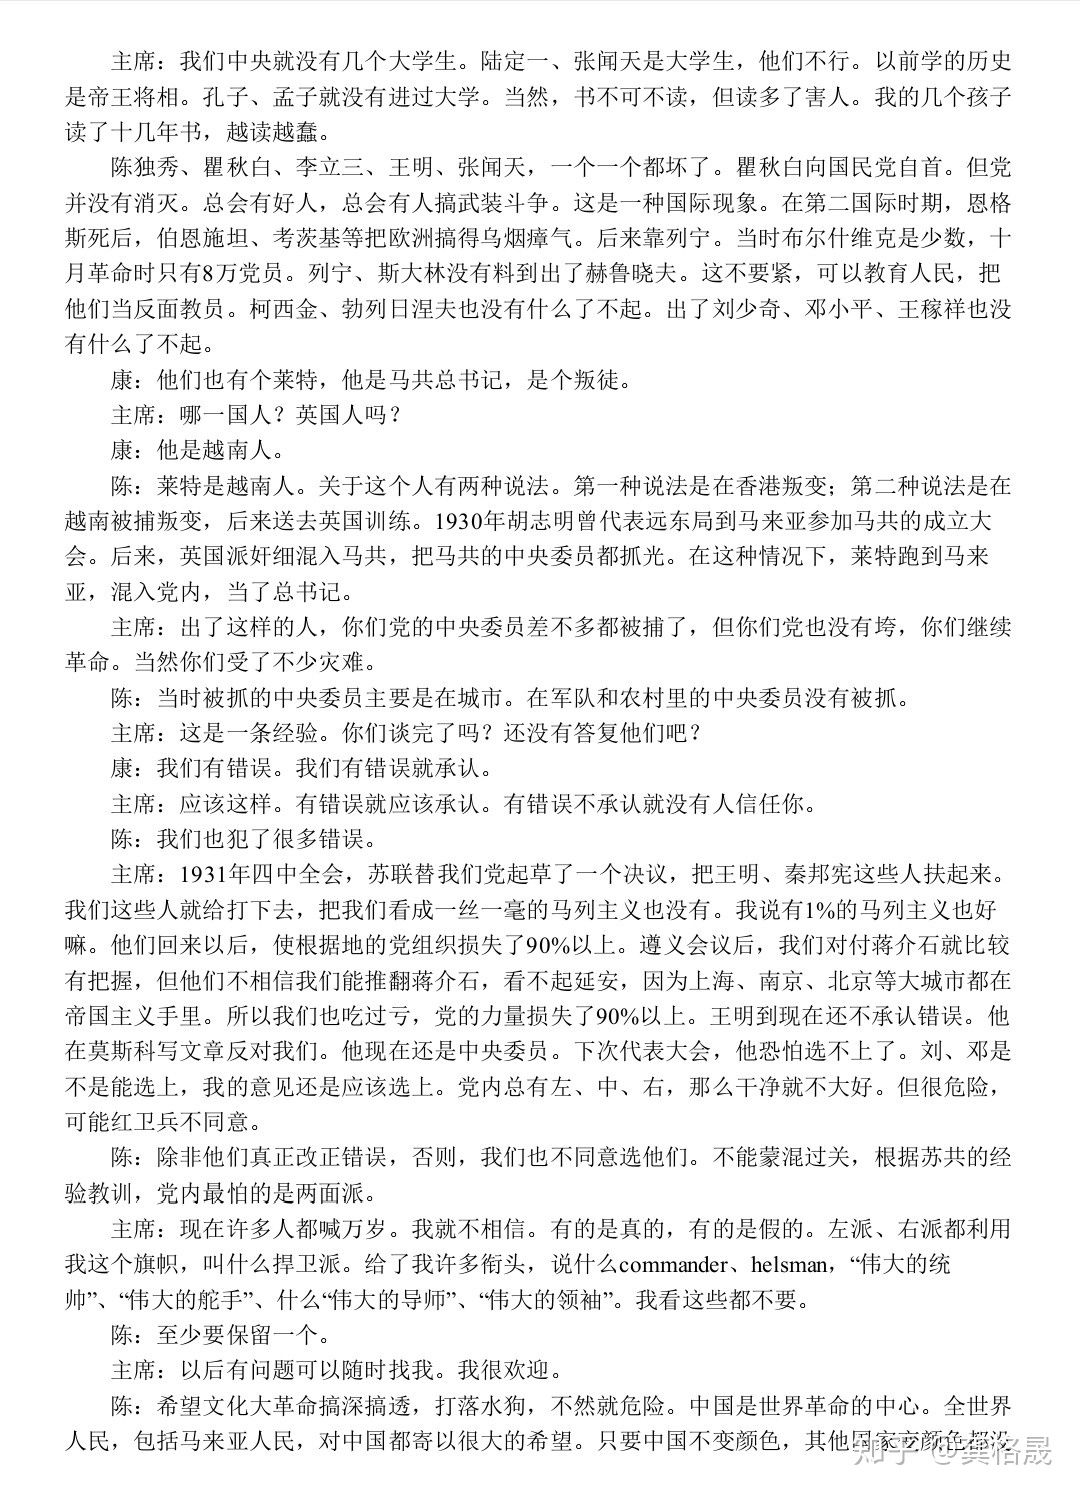 主席：我们中央就没有几个大学生。陆定一、张闻天是大学生，他们不行。以前学的历史
是帝王将相。孔子、孟子就没有进过大学。当然，书不可不读，但读多了害人。我的几个孩子
读了十几年书，越读越蠢。
陈独秀、瞿秋白、李立三、王明、张闻天，一个一个都坏了。瞿秋白向国民党自首。但党
并没有消灭。总会有好人，总会有人搞武装斗争。这是一种国际现象。在第二国际时期，恩格
斯死后，伯恩施坦、考茨基等把欧洲搞得乌烟瘴气。后来靠列宁。当时布尔什维克是少数，十
月革命时只有8万党员。列宁、斯大林没有料到出了赫鲁晓夫。这不要紧，可以教育人民，把
他们当反面教员。柯西金、勃列日涅夫也没有什么了不起。出了刘少奇、邓小平、王稼祥也没
有什么了不起。
康：他们也有个莱特，他是马共总书记，是个叛徒。
主席：哪一国人？英国人吗？
康：他是越南人。
陈：莱特是越南人。关于这个人有两种说法。第一种说法是在香港叛变；第二种说法是在
越南被捕叛变，后来送去英国训练。1930年胡志明曾代表远东局到马来亚参加马共的成立大
会。后来，英国派奸细混入马共，把马共的中央委员都抓光。在这种情况下，莱特跑到马来
亚，混入党内，当了总书记。
主席：出了这样的人，你们党的中央委员差不多都被捕了，但你们党也没有垮，你们继续
革命。当然你们受了不少灾难。
陈：当时被抓的中央委员主要是在城市。在军队和农村里的中央委员没有被抓。
主席：这是一条经验。你们谈完了吗？还没有答复他们吧？
康：我们有错误。我们有错误就承认。
主席：应该这样。有错误就应该承认。有错误不承认就没有人信任你。
陈：我们也犯了很多错误。
主席：1931年四中全会，苏联替我们党起草了一个决议，把王明、秦邦宪这些人扶起来。
我们这些人就给打下去，把我们看成一丝一毫的马列主义也没有。我说有1%的马列主义也好
嘛。他们回来以后，使根据地的党组织损失了90%以上。遵义会议后，我们对付蒋介石就比较
有把握，但他们不相信我们能推翻蒋介石，看不起延安，因为上海、南京、北京等大城市都在
帝国主义手里。所以我们也吃过亏，党的力量损失了90%以上。王明到现在还不承认错误。他
在莫斯科写文章反对我们。他现在还是中央委员。下次代表大会，他恐怕选不上了。刘、邓是
不是能选上，我的意见还是应该选上。党内总有左、中、右，那么干净就不大好。但很危险，
可能红卫兵不同意。
陈：除非他们真正改正错误，否则，我们也不同意选他们。不能蒙混过关，根据苏共的经
验教训，党内最怕的是两面派。
主席：现在许多人都喊万岁。我就不相信。有的是真的，有的是假的。左派、右派都利用
我这个旗帜，叫什么捍卫派。给了我许多衔头，说什么commander、helsman，“伟大的统
帅”、“伟大的舵手”、什么“伟大的导师”、“伟大的领袖”。我看这些都不要。
陈：至少要保留一个。
主席：以后有问题可以随时找我。我很欢迎。
陈：希望文化大革命搞深搞透，打落水狗，不然就危险。中国是世界革命的中心。全世界
人民，包括马来亚人民，对中国都寄以很大的希望。只要中国不变颜色，其他国家变颜色都没
知乎 @龚格晟